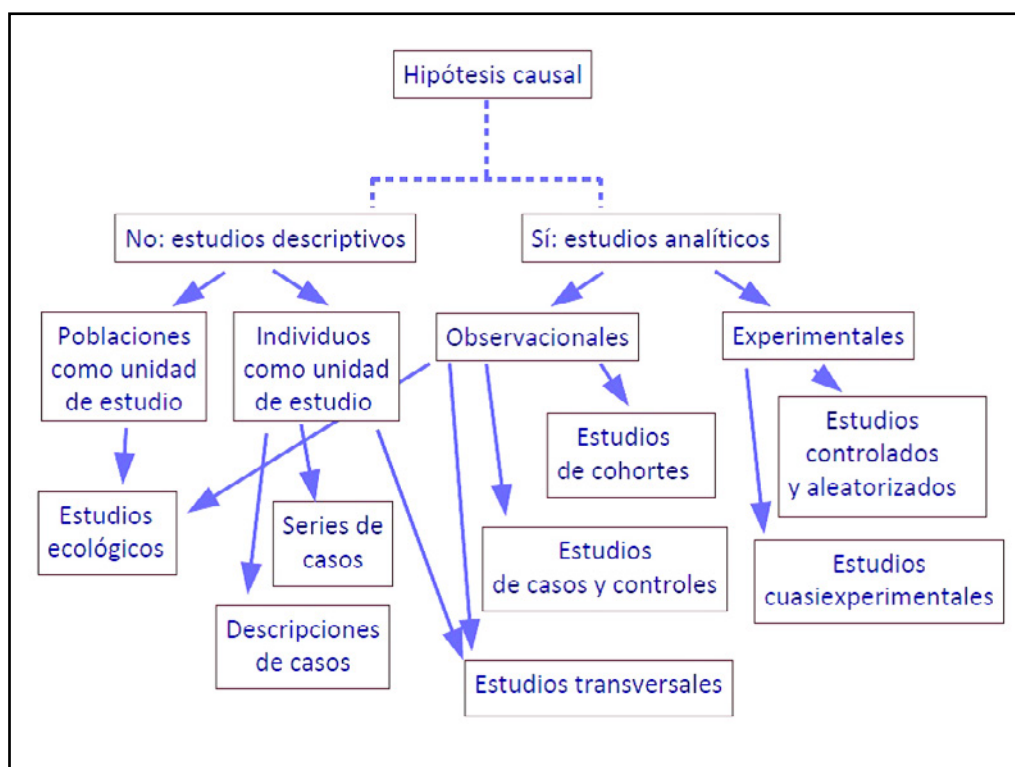 Hipótesis causal
No: estudios descriptivos
Sí: estudios analíticos
Poblaciones
como unidad
de estudio
Individuos
como unidad
de estudio
Observacionales
Experimentales
Estudios
de cohortes
Estudios
controlados
y aleatorizados
Estudios
ecológicos
Series de
casos
Estudios
de casos y controles
Estudios
cuasiexperimentales
Descripciones
de casos
Estudios transversales